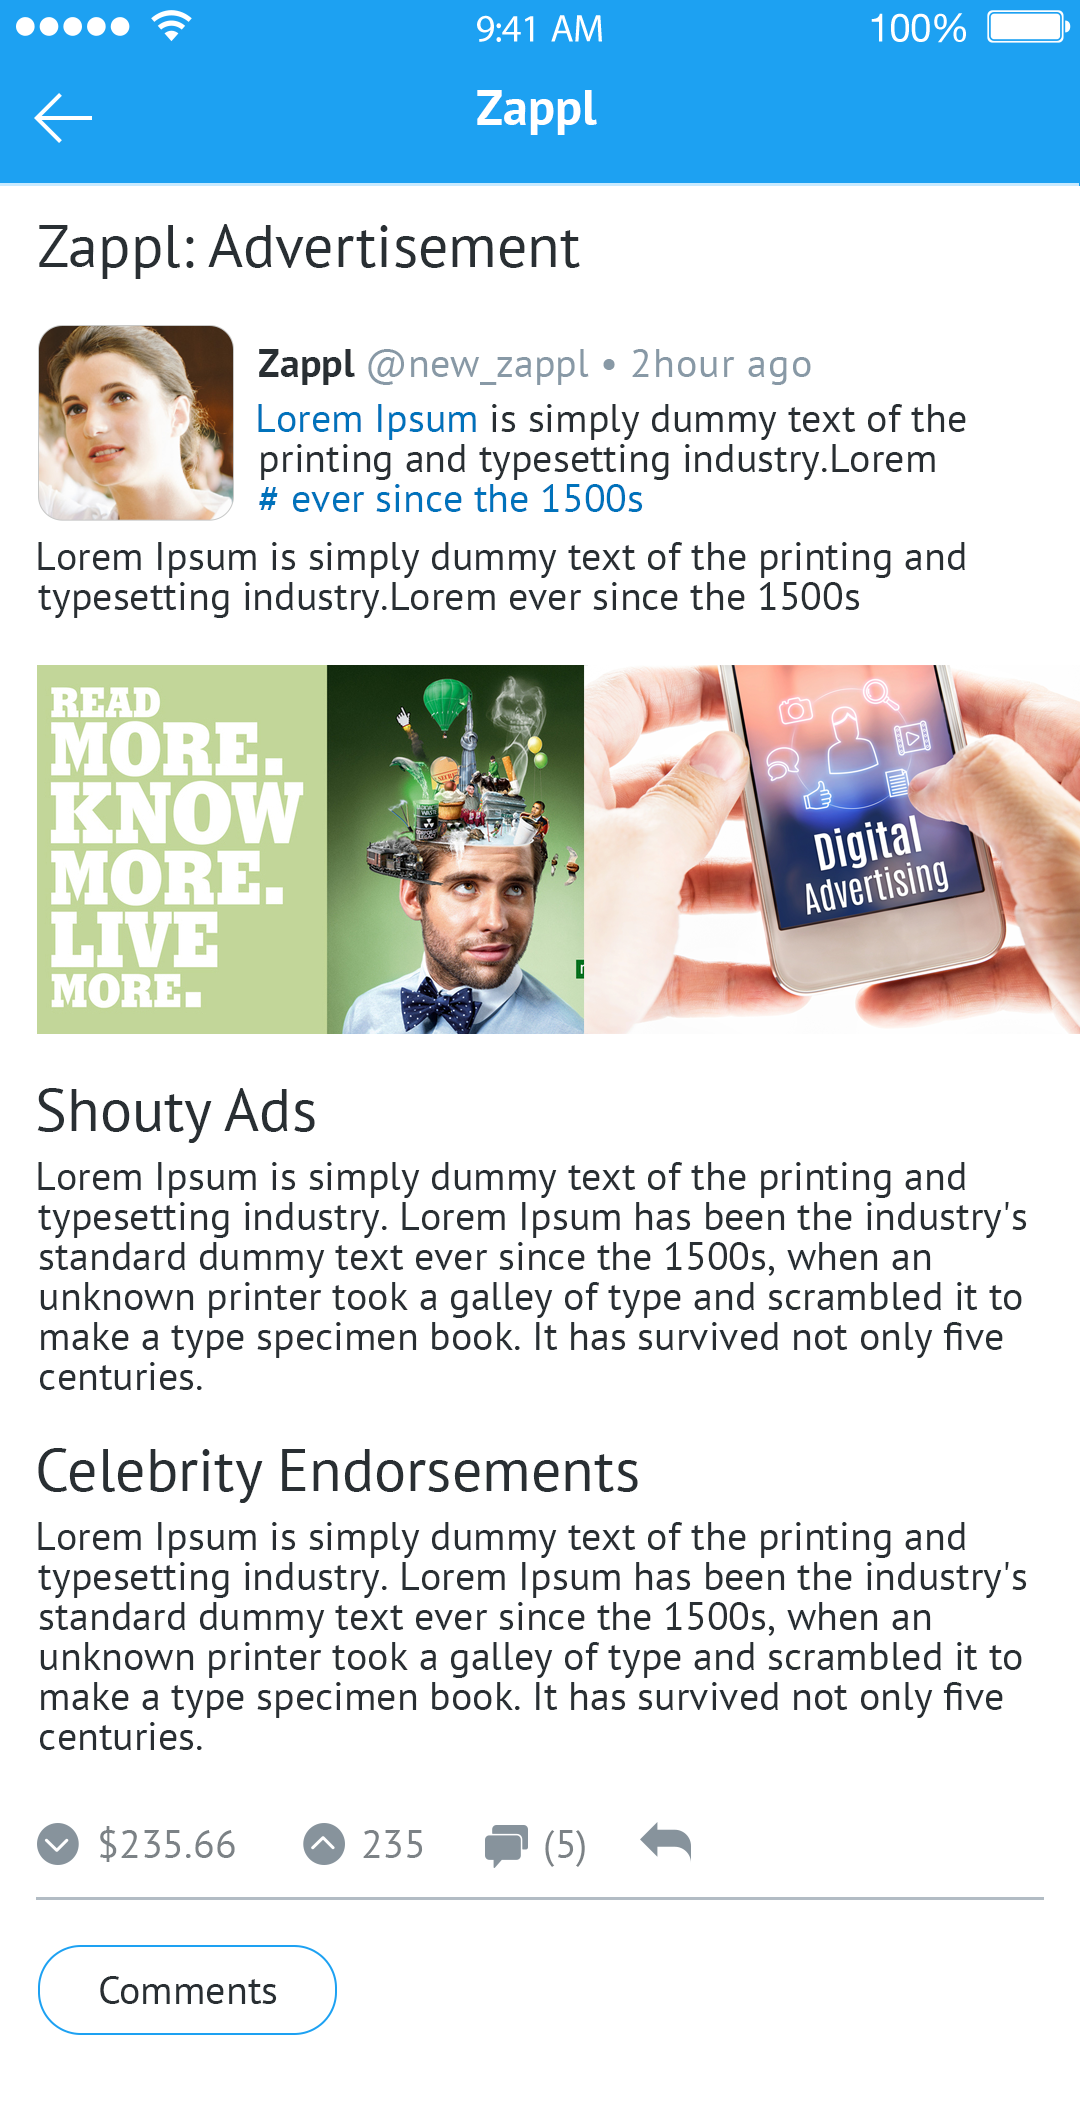 9:41 AM
100%
Zappl
Zappl: Advertisement
Zappl @new_zappl • 2hour ago
Lorem Ipsum is simply dummy text of the
printing and typesetting industry.Lorem
# ever since the 1500s
Lorem Ipsum is simply dummy text of the printing and
typesetting industry.Lorem ever since the 1500s
READ
MORE.
KNOW
MORE.
LIVE
MORE.
Digital
Advertising
Shouty Ads
Lorem Ipsum is simply dummy text of the printing and
typesetting industry. Lorem Ipsum has been the industry's
standard dummy text ever since the 1500s, when an
unknown printer took a galley of type and scrambled it to
make a type specimen book. It has survived not only five
centuries.
Celebrity Endorsements
Lorem Ipsum is simply dummy text of the printing and
typesetting industry. Lorem Ipsum has been the industry's
standard dummy text ever since the 1500s, when an
unknown printer took a galley of type and scrambled it to
make a type specimen book. It has survived not only five
centuries.
$235.66 235 (5)
Comments